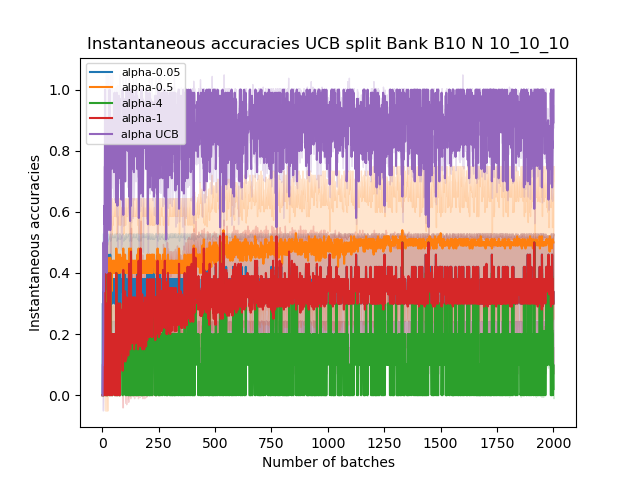 Instantaneous accuracies UCB split Bank B10 N 10_10_10
alpha-0.05
alpha-0.5
alpha-4
alpha-1
alpha UCB
1.0
0.8
0.6
0.4
0.2
0.0
Instantaneous accuracies
0 250 500 750 1000 1250 1500 1750 2000
Number of batches